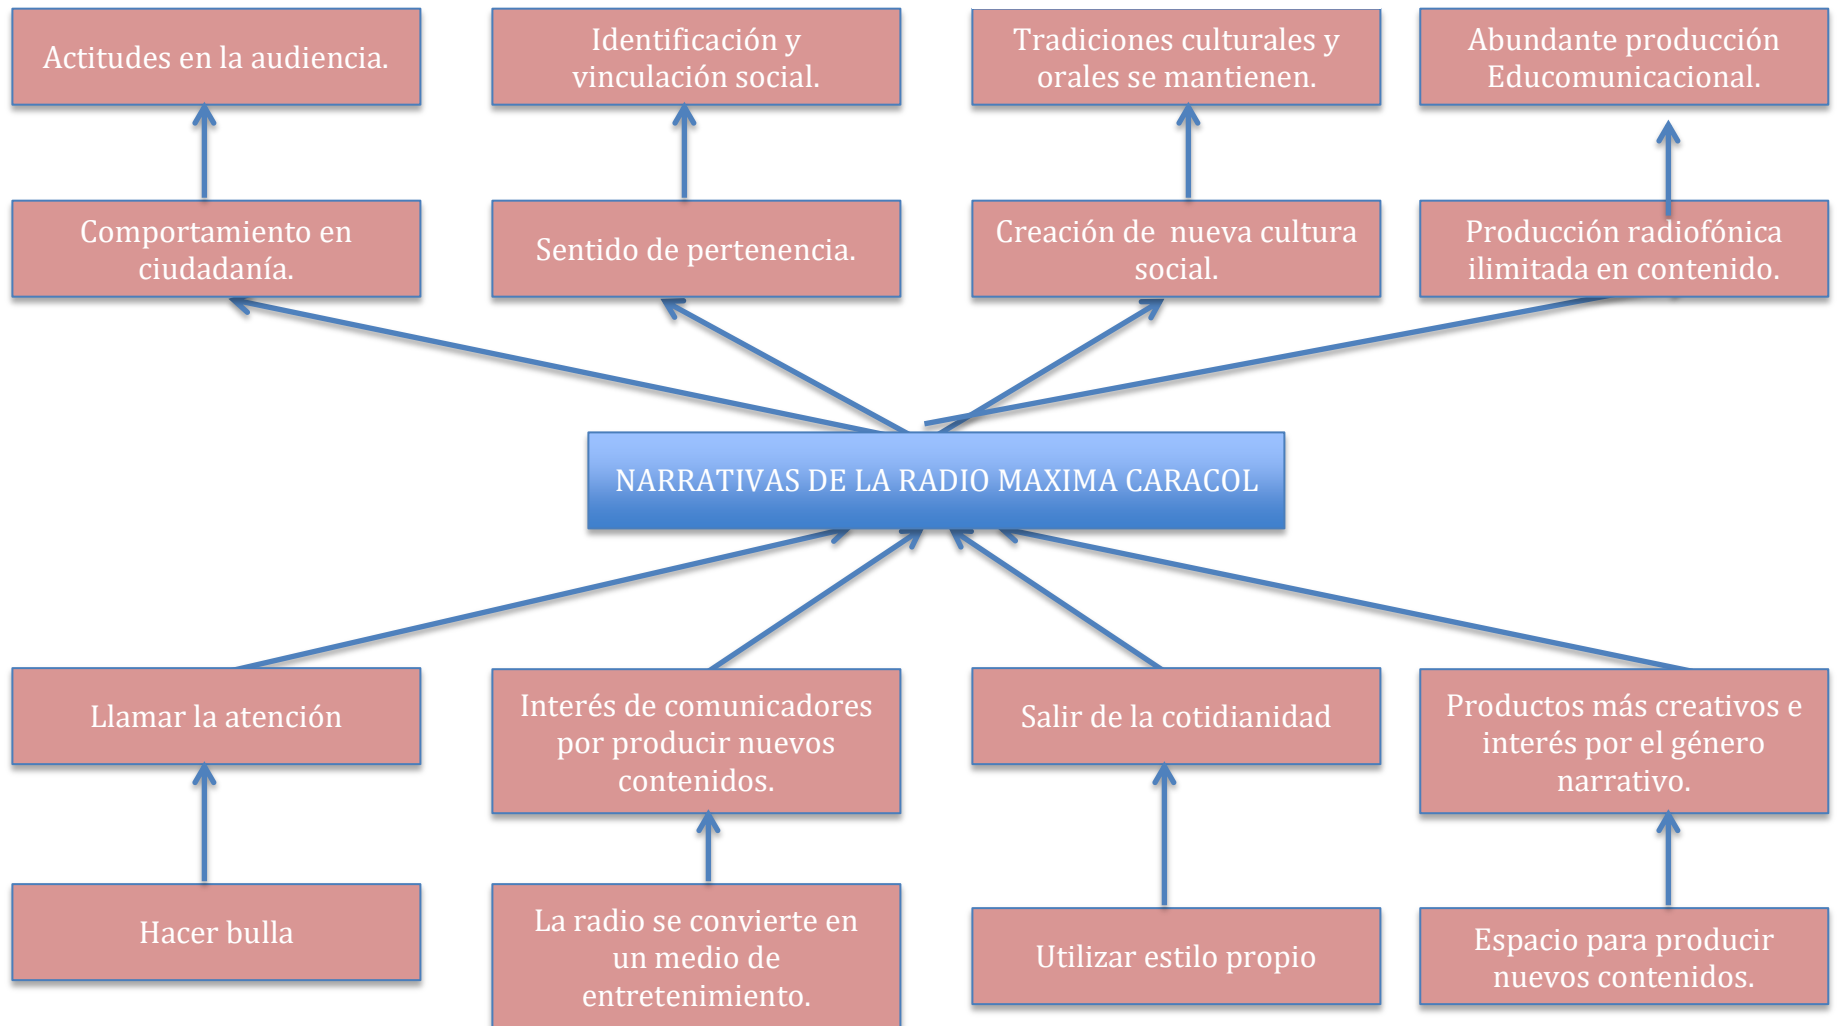 Actitudes en la audiencia.
Identificación y
vinculación social.
Tradiciones culturales y
orales se mantienen.
Abundante producción
Educomunicacional.
Comportamiento en
ciudadanía.
Sentido de pertenencia.
Creación de  nueva cultura
social.
Producción radiofónica
ilimitada en contenido.
NARRATIVAS DE LA RADIO MAXIMA CARACOL
Llamar la atención
Interés de comunicadores
por producir nuevos
contenidos.
Salir de la cotidianidad
Productos más creativos e
interés por el género
narrativo.
Hacer bulla
La radio se convierte en
un medio de
entretenimiento.
Utilizar estilo propio
Espacio para producir
nuevos contenidos.